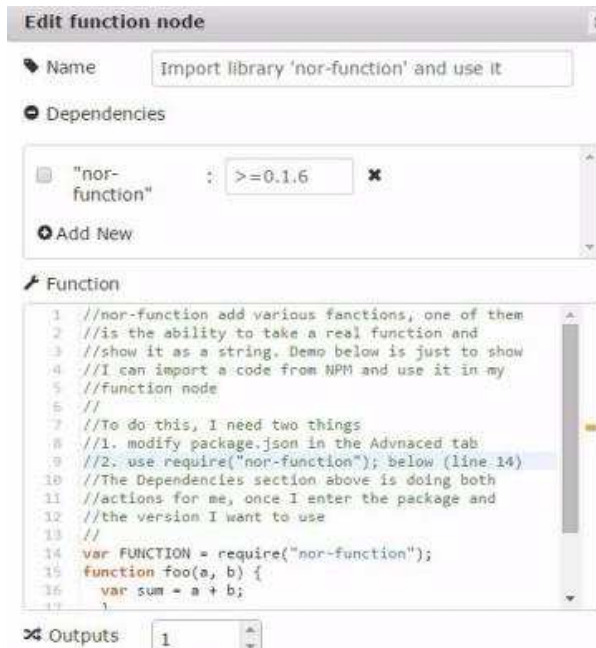 Edit function node
Name
Import library 'nor-function' and use it
Dependencies
"nor-
function"
:
>=0.1.6
Add New
Function
1 //nor-function add various fanctions, one of them
2 //is the ability to take a real function and
3 //show it as a string. Demo below is just to show
4 //I can import a code from NPM and use it in my
5 //function node
6 //
7 //To do this, I need two things
8 //1. modify package.json in the Advnaced tab
9 //2. use require("nor-function"); below (line 14)
10 //The Dependencies section above is doing both
11 //actions for me, once I enter the package and
12 //the version I want to use
13 //
14 var FUNCTION = require("nor-function");
15 function foo(a, b) {
16 var sum = a + b;
17 }
Outputs
1